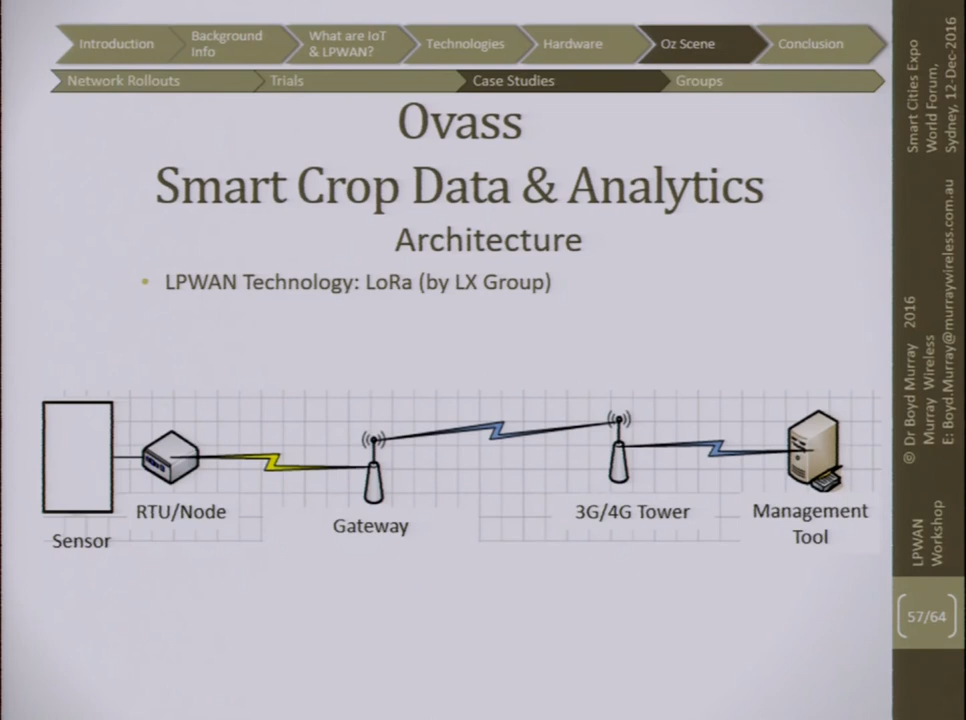 Introduction
Background
Info
What are IoT
& LPWAN?
Technologies
Hardware
Oz Scene
Conclusion
Network Rollouts
Trials
Case Studies
Groups
Ovass
Smart Crop Data & Analytics
Architecture
• LPWAN Technology: LoRa (by LX Group)
Sensor
RTU/Node
Gateway
3G/4G Tower
Management
Tool
Smart Cities Expo
World Forum,
Sydney, 12-Dec-2016
© Dr Boyd Murray 2016
Murray Wireless
E: Boyd.Murray@murraywireless.com.au
LPWAN
Workshop
57/64